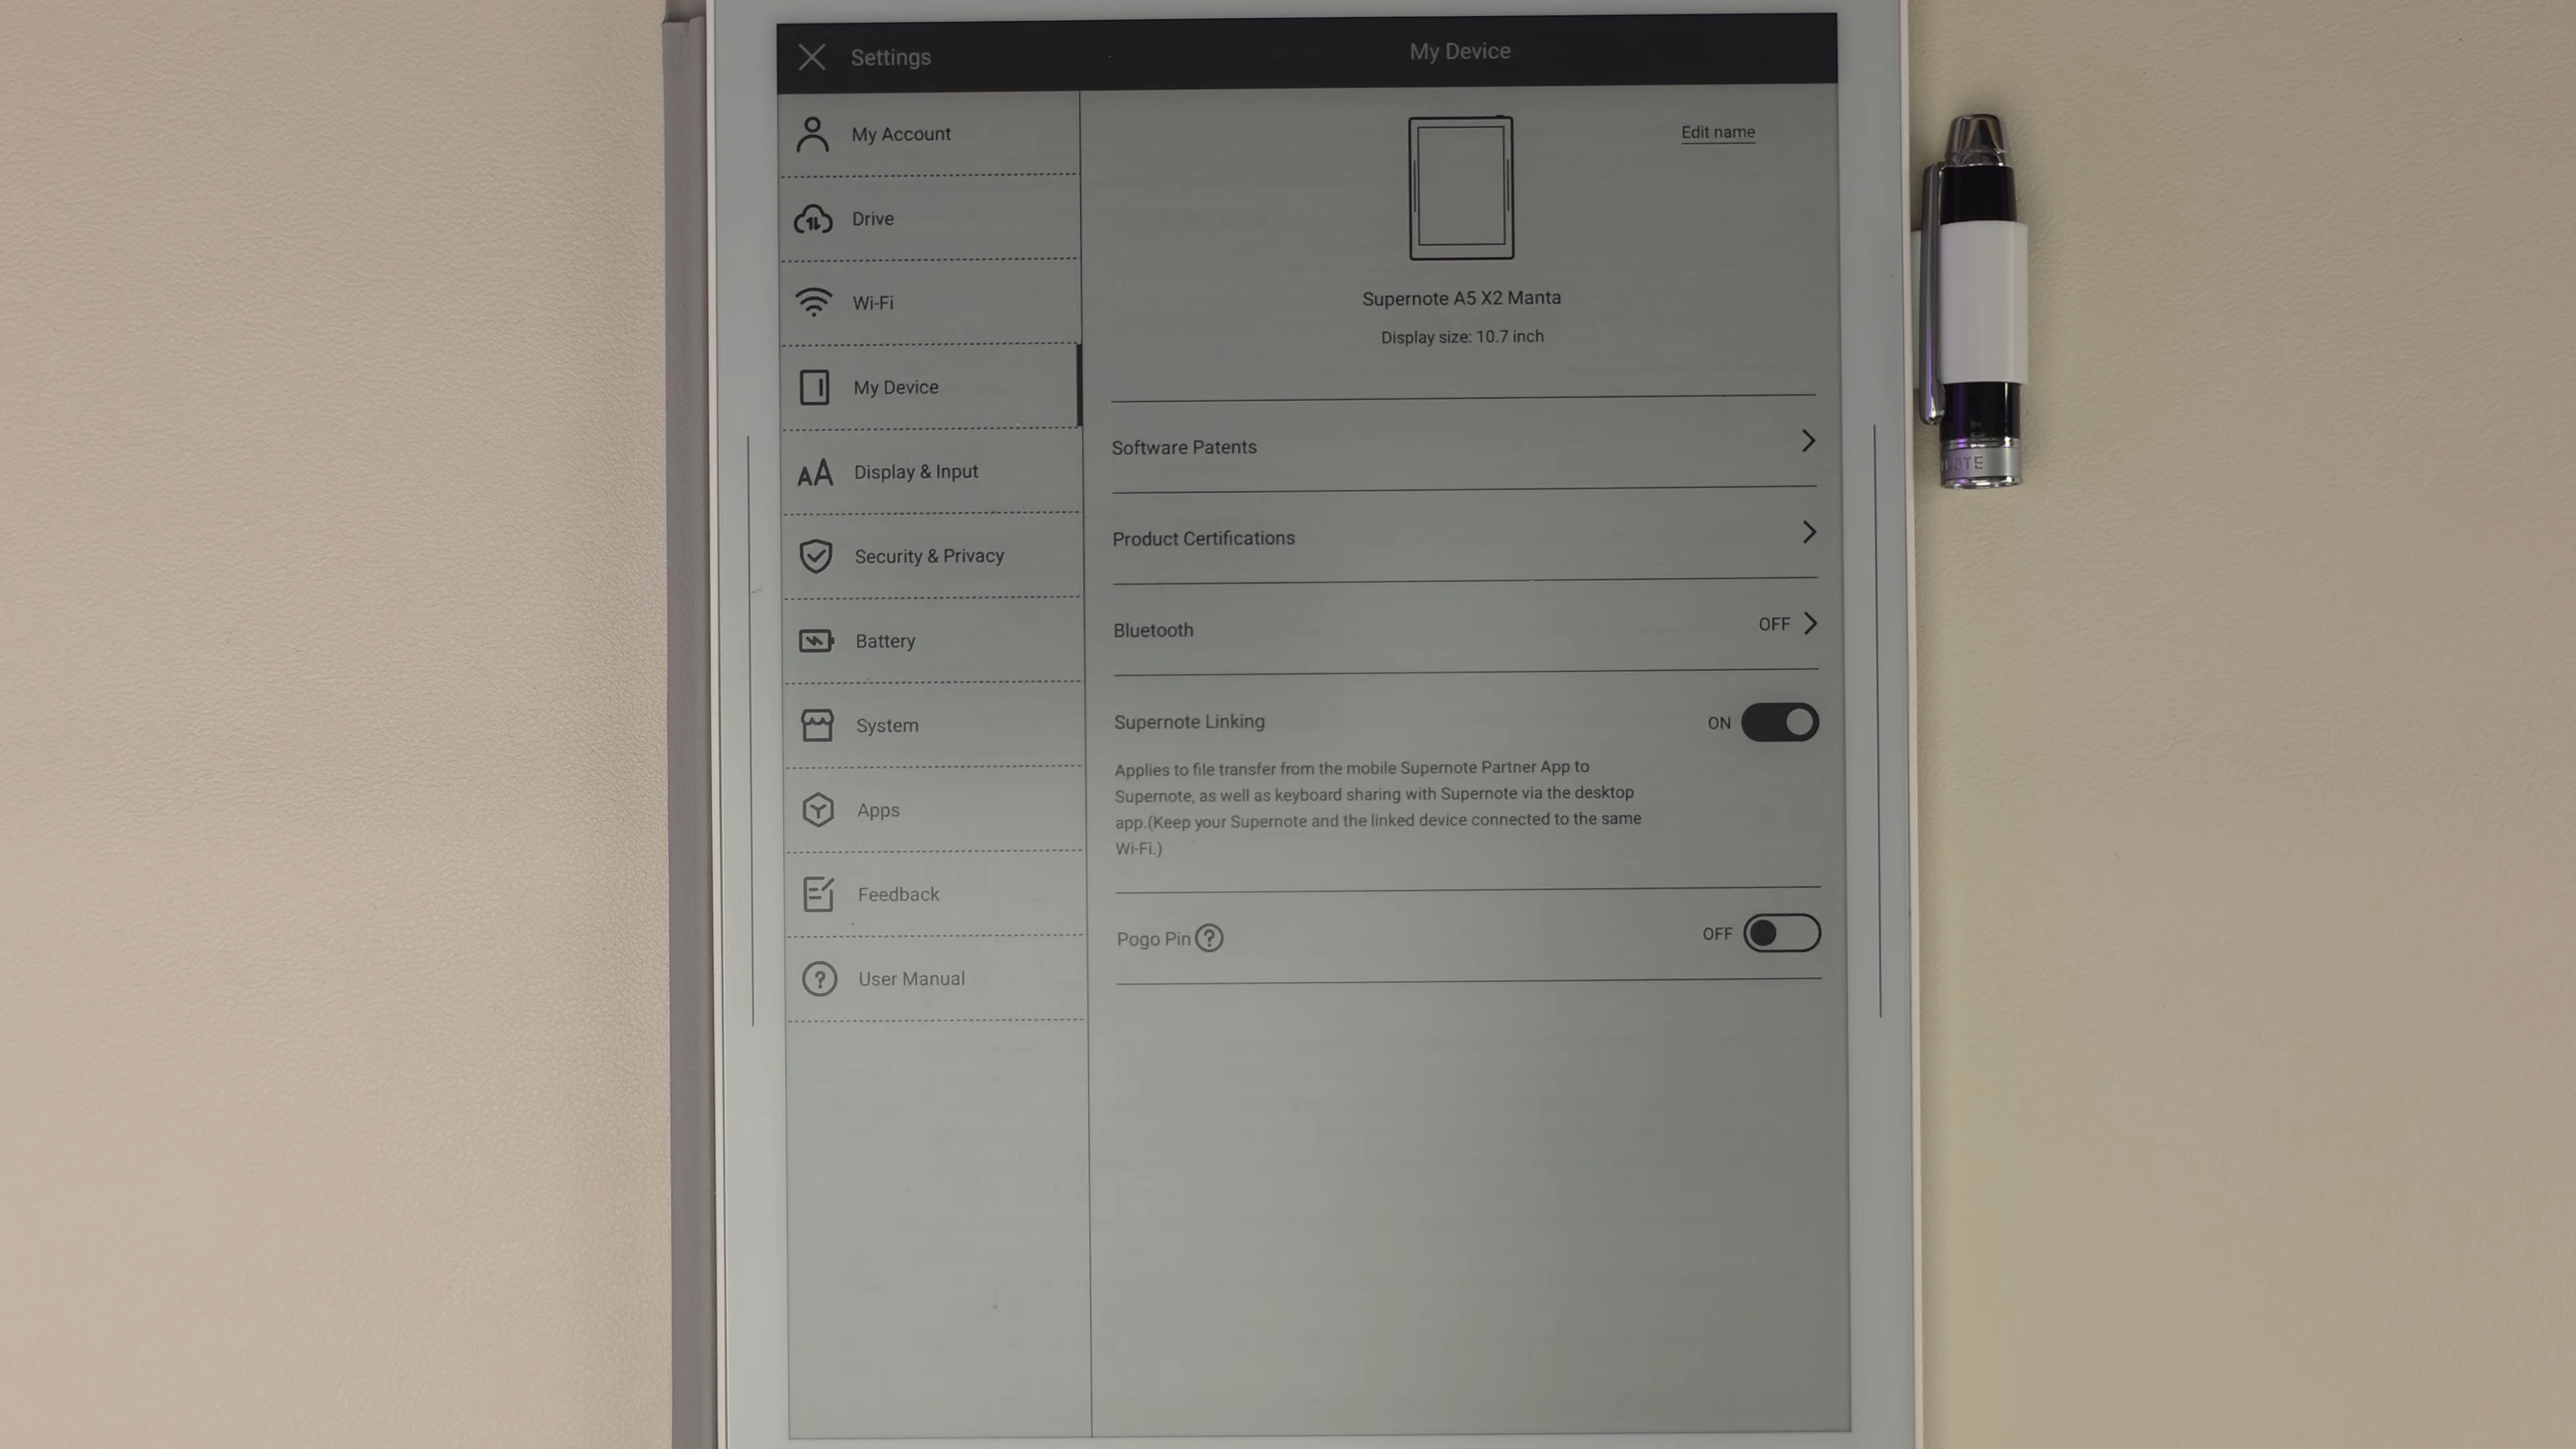 Settings
My Device
My Account
Drive
Wi-Fi
My Device
Display & Input
Security & Privacy
Battery
System
Apps
Feedback
User Manual
Edit name
Supernote A5 X2 Manta
Display size: 10.7 inch
Software Patents
Product Certifications
Bluetooth OFF
Supernote Linking ON
Applies to file transfer from the mobile Supernote Partner App to
Supernote, as well as keyboard sharing with Supernote via the desktop
app.(Keep your Supernote and the linked device connected to the same
Wi-Fi.)
Pogo Pin ? OFF